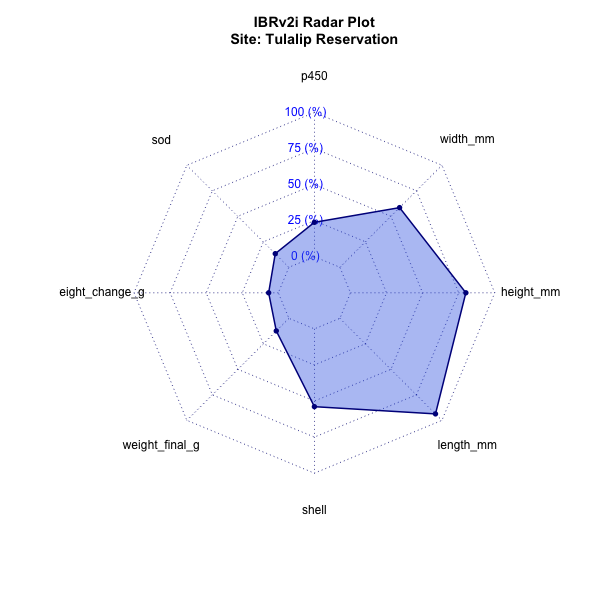 IBRv2i Radar Plot
Site: Tulalip Reservation
p450
100 (%)
sod
width_mm
75 (%)
50 (%)
25 (%)
0 (%)
eight_change_g
height_mm
weight_final_g
length_mm
shell